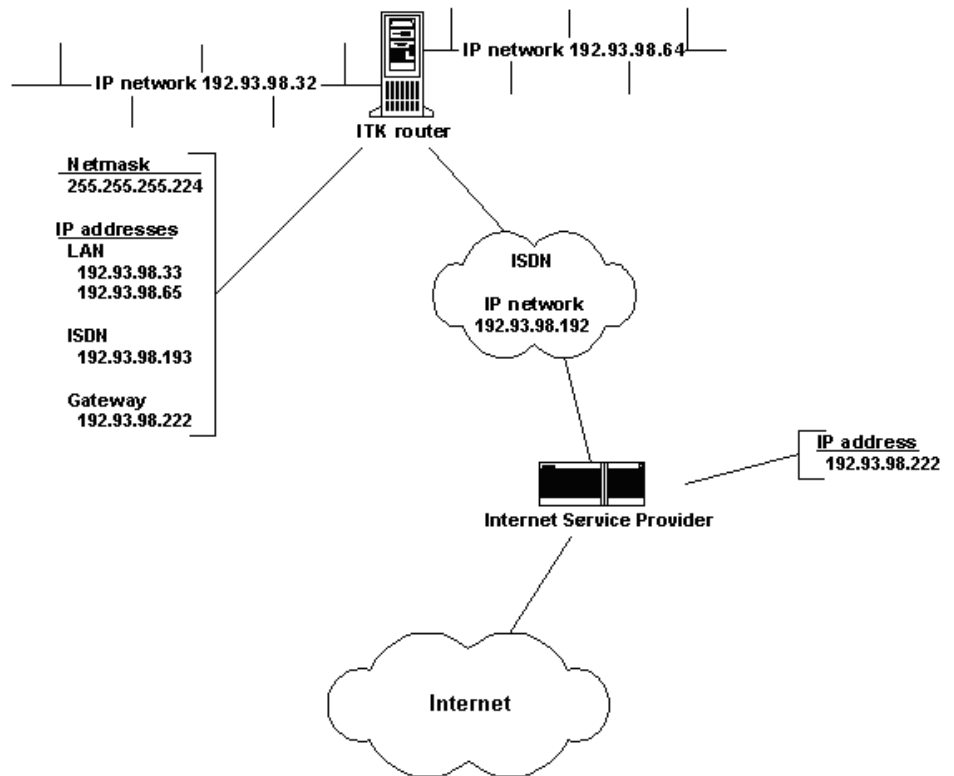 IP network 192.93.98.64
IP network 192.93.98.32
ITK router
Netmask
255.255.255.224
IP addresses
LAN
192.93.98.33
192.93.98.65
ISDN
192.93.98.193
Gateway
192.93.98.222
ISDN
IP network
192.93.98.192
IP address
192.93.98.222
Internet Service Provider
Internet